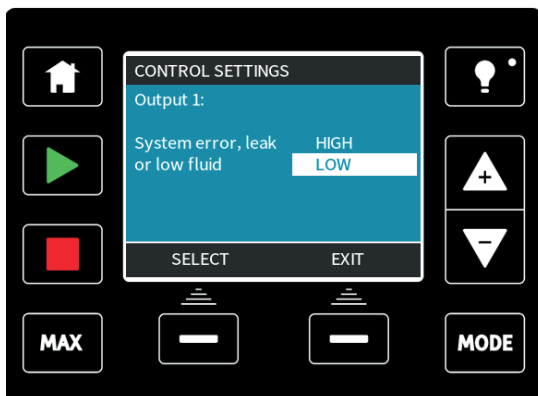 CONTROL SETTINGS
Output 1:
System error, leak HIGH
or low fluid LOW
+
-
SELECT EXIT
MAX MODE